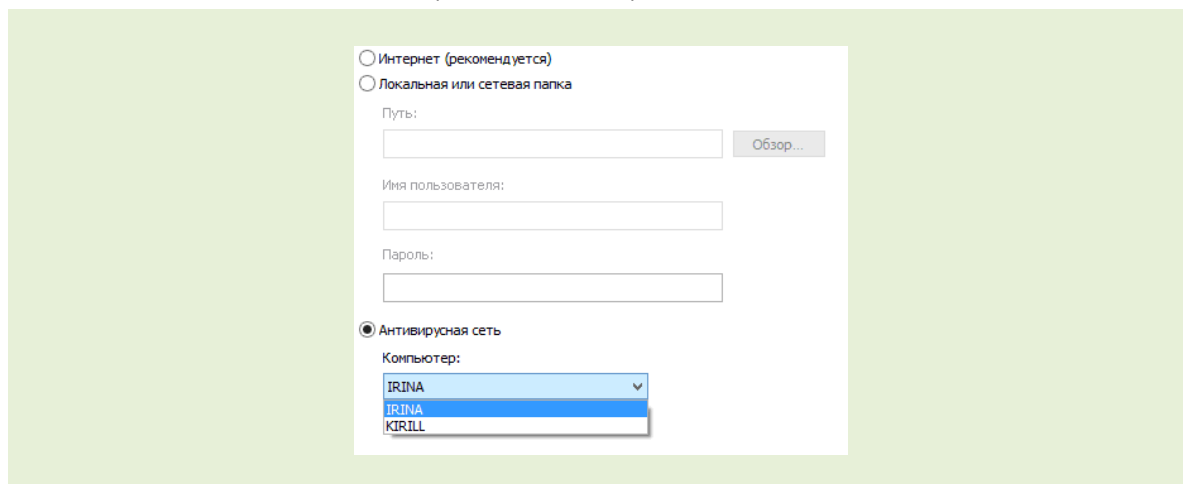 Интернет (рекомендуется)
Локальная или сетевая папка
Путь:
Обзор...
Имя пользователя:
Пароль:
Антивирусная сеть
Компьютер:
IRINA
IRINA
KIRILL